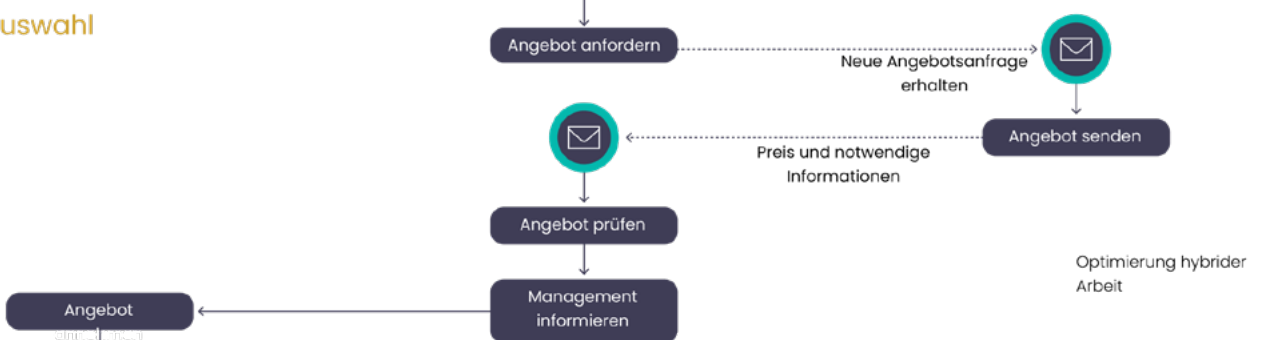 uswahl
Angebot anfordern
Neue Angebotsanfrage
erhalten
Angebot senden
Preis und notwendige
Informationen
Angebot prüfen
Optimierung hybrider
Arbeit
Management
informieren
Angebot